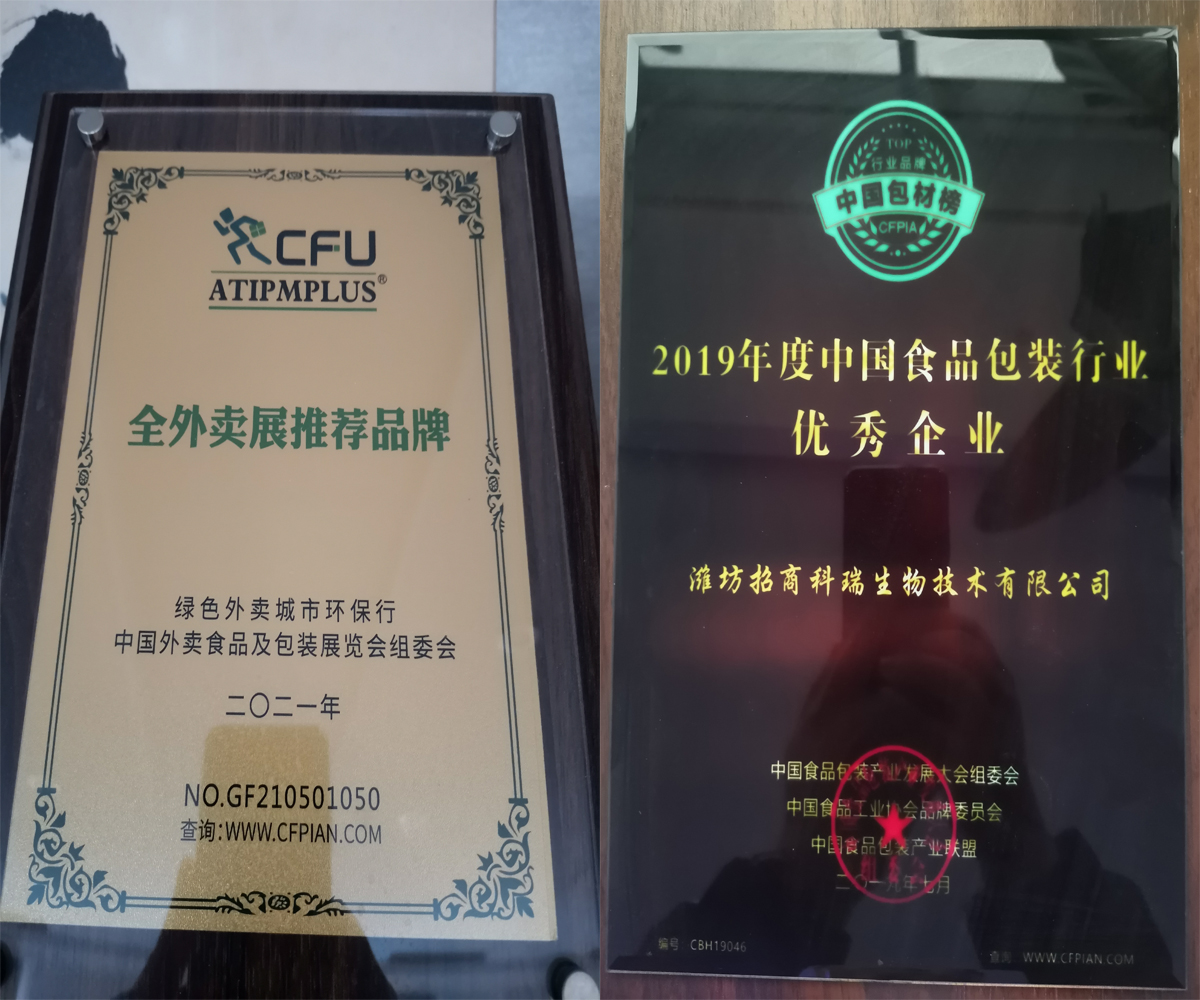 CFU
ATIPMPLUS®
全外卖展推荐品牌
绿色外卖城市环保行
中国外卖食品及包装展览会组委会
二〇二一年
NO.GF210501050
查询:WWW.CFPIAN.COM
TOP
行业品牌
中国包材榜
CFPIA
2019年度中国食品包装行业
优秀企业
潍坊招商科瑞生物技术有限公司
中国食品包装产业发展大会组委会
中国食品工业协会品牌委员会
中国食品包装产业联盟
二〇一九年七月
编号 CBH19046
查询 WWW.CFPIAN.COM